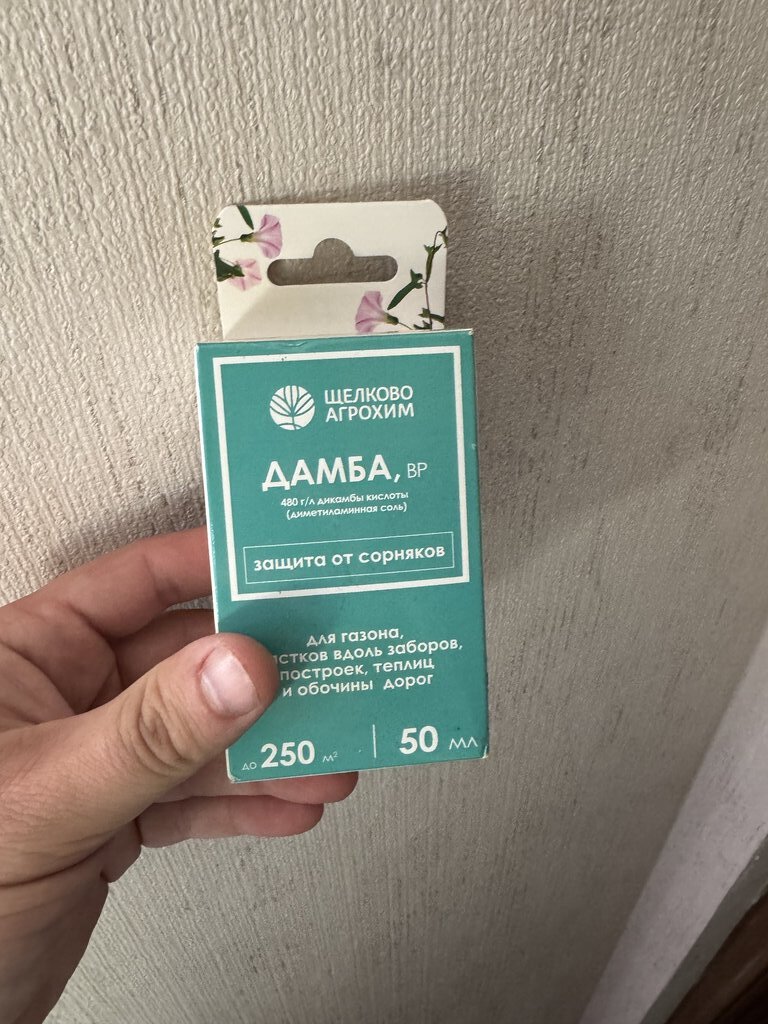 ЩЕЛКОВО
АГРОХИМ
ДАМБА, ВР
480 г/л дикамбы кислоты
(диметиламинная соль)
защита от сорняков
для газона,
вдоль заборов,
построек, теплиц
и обочины дорог
до 250 м² | 50 мл